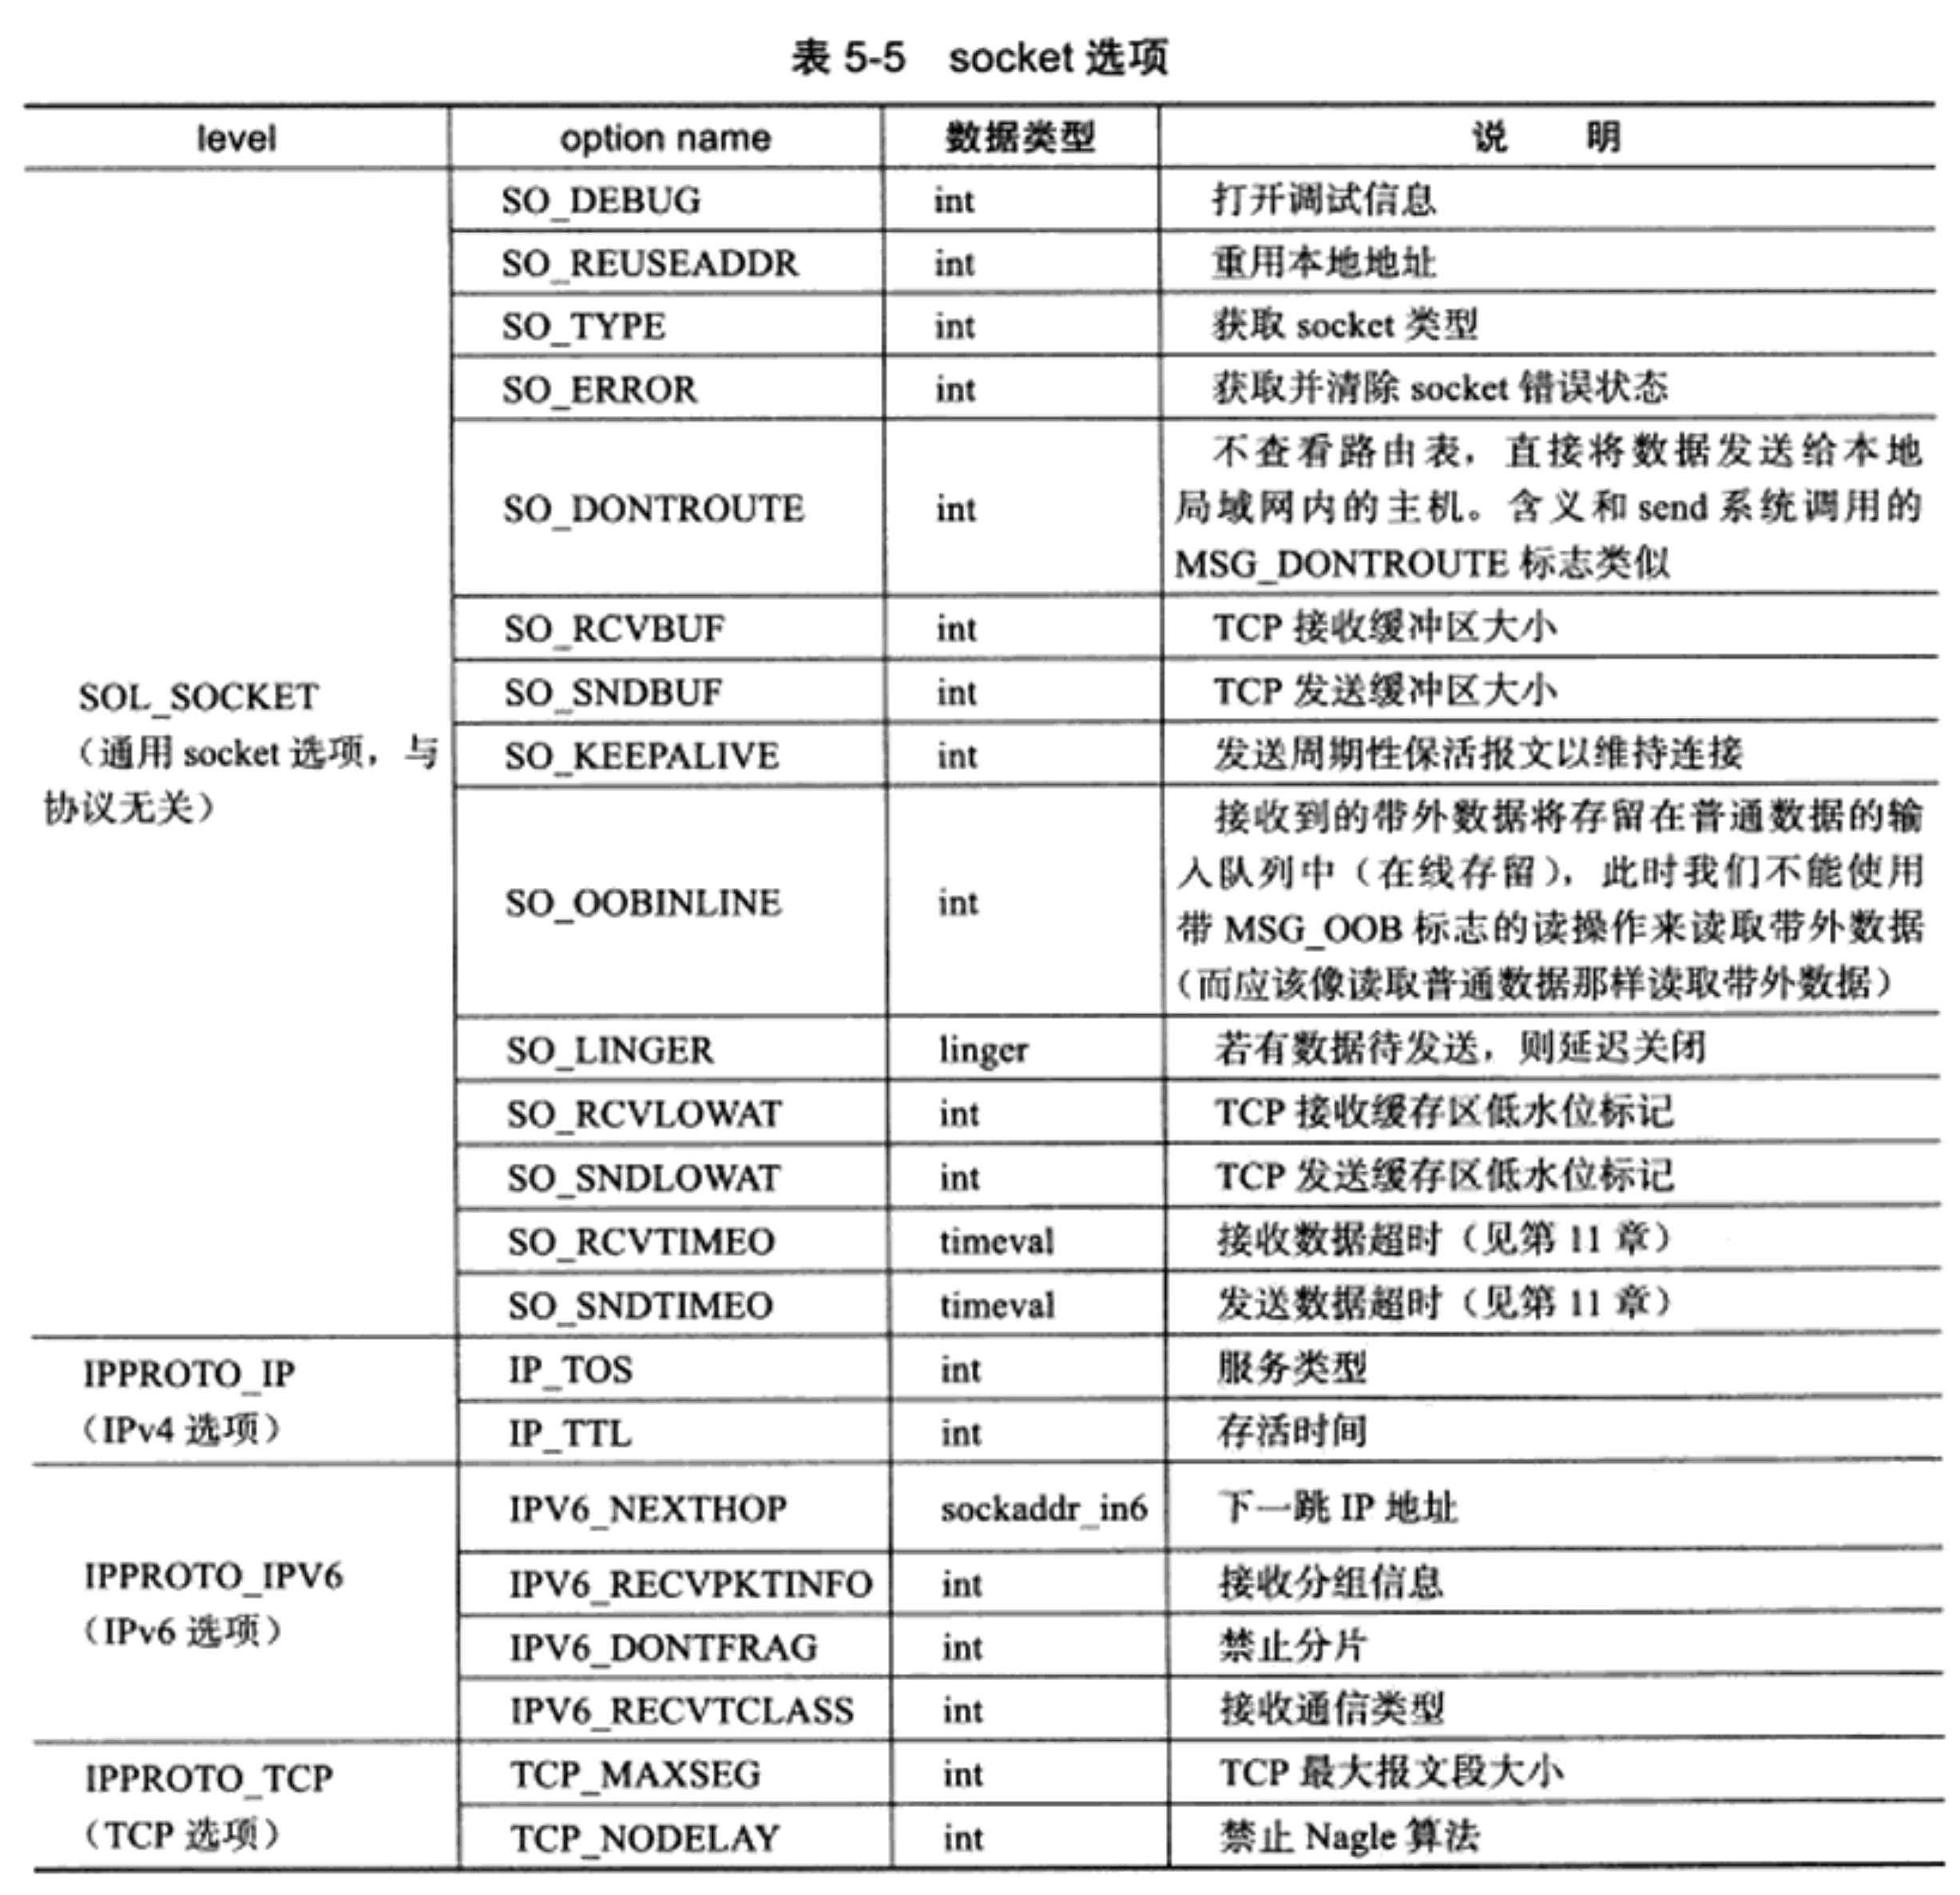 表 5-5 socket 选项
level option name 数据类型 说 明
SOL_SOCKET
（通用 socket 选项，与
协议无关）
SO_DEBUG int 打开调试信息
SO_REUSEADDR int 重用本地地址
SO_TYPE int 获取 socket 类型
SO_ERROR int 获取并清除 socket 错误状态
SO_DONTROUTE int 不查看路由表，直接将数据发送给本地
局域网内的主机。含义和 send 系统调用的
MSG_DONTROUTE 标志类似
SO_RCVBUF int TCP 接收缓冲区大小
SO_SNDBUF int TCP 发送缓冲区大小
SO_KEEPALIVE int 发送周期性保活报文以维持连接
SO_OOBINLINE int 接收到的带外数据将存留在普通数据的输
入队列中（在线存留），此时我们不能使用
带 MSG_OOB 标志的读操作来读取带外数据
（而应该像读取普通数据那样读取带外数据）
SO_LINGER linger 若有数据待发送，则延迟关闭
SO_RCVLOWAT int TCP 接收缓存区低水位标记
SO_SNDLOWAT int TCP 发送缓存区低水位标记
SO_RCVTIMEO timeval 接收数据超时（见第 11 章）
SO_SNDTIMEO timeval 发送数据超时（见第 11 章）
IPPROTO_IP
（IPv4 选项）
IP_TOS int 服务类型
IP_TTL int 存活时间
IPPROTO_IPV6
（IPv6 选项）
IPV6_NEXTHOP sockaddr_in6 下一跳 IP 地址
IPV6_RECVPKTINFO int 接收分组信息
IPV6_DONTFRAG int 禁止分片
IPV6_RECVTCLASS int 接收通信类型
IPPROTO_TCP
（TCP 选项）
TCP_MAXSEG int TCP 最大报文段大小
TCP_NODELAY int 禁止 Nagle 算法